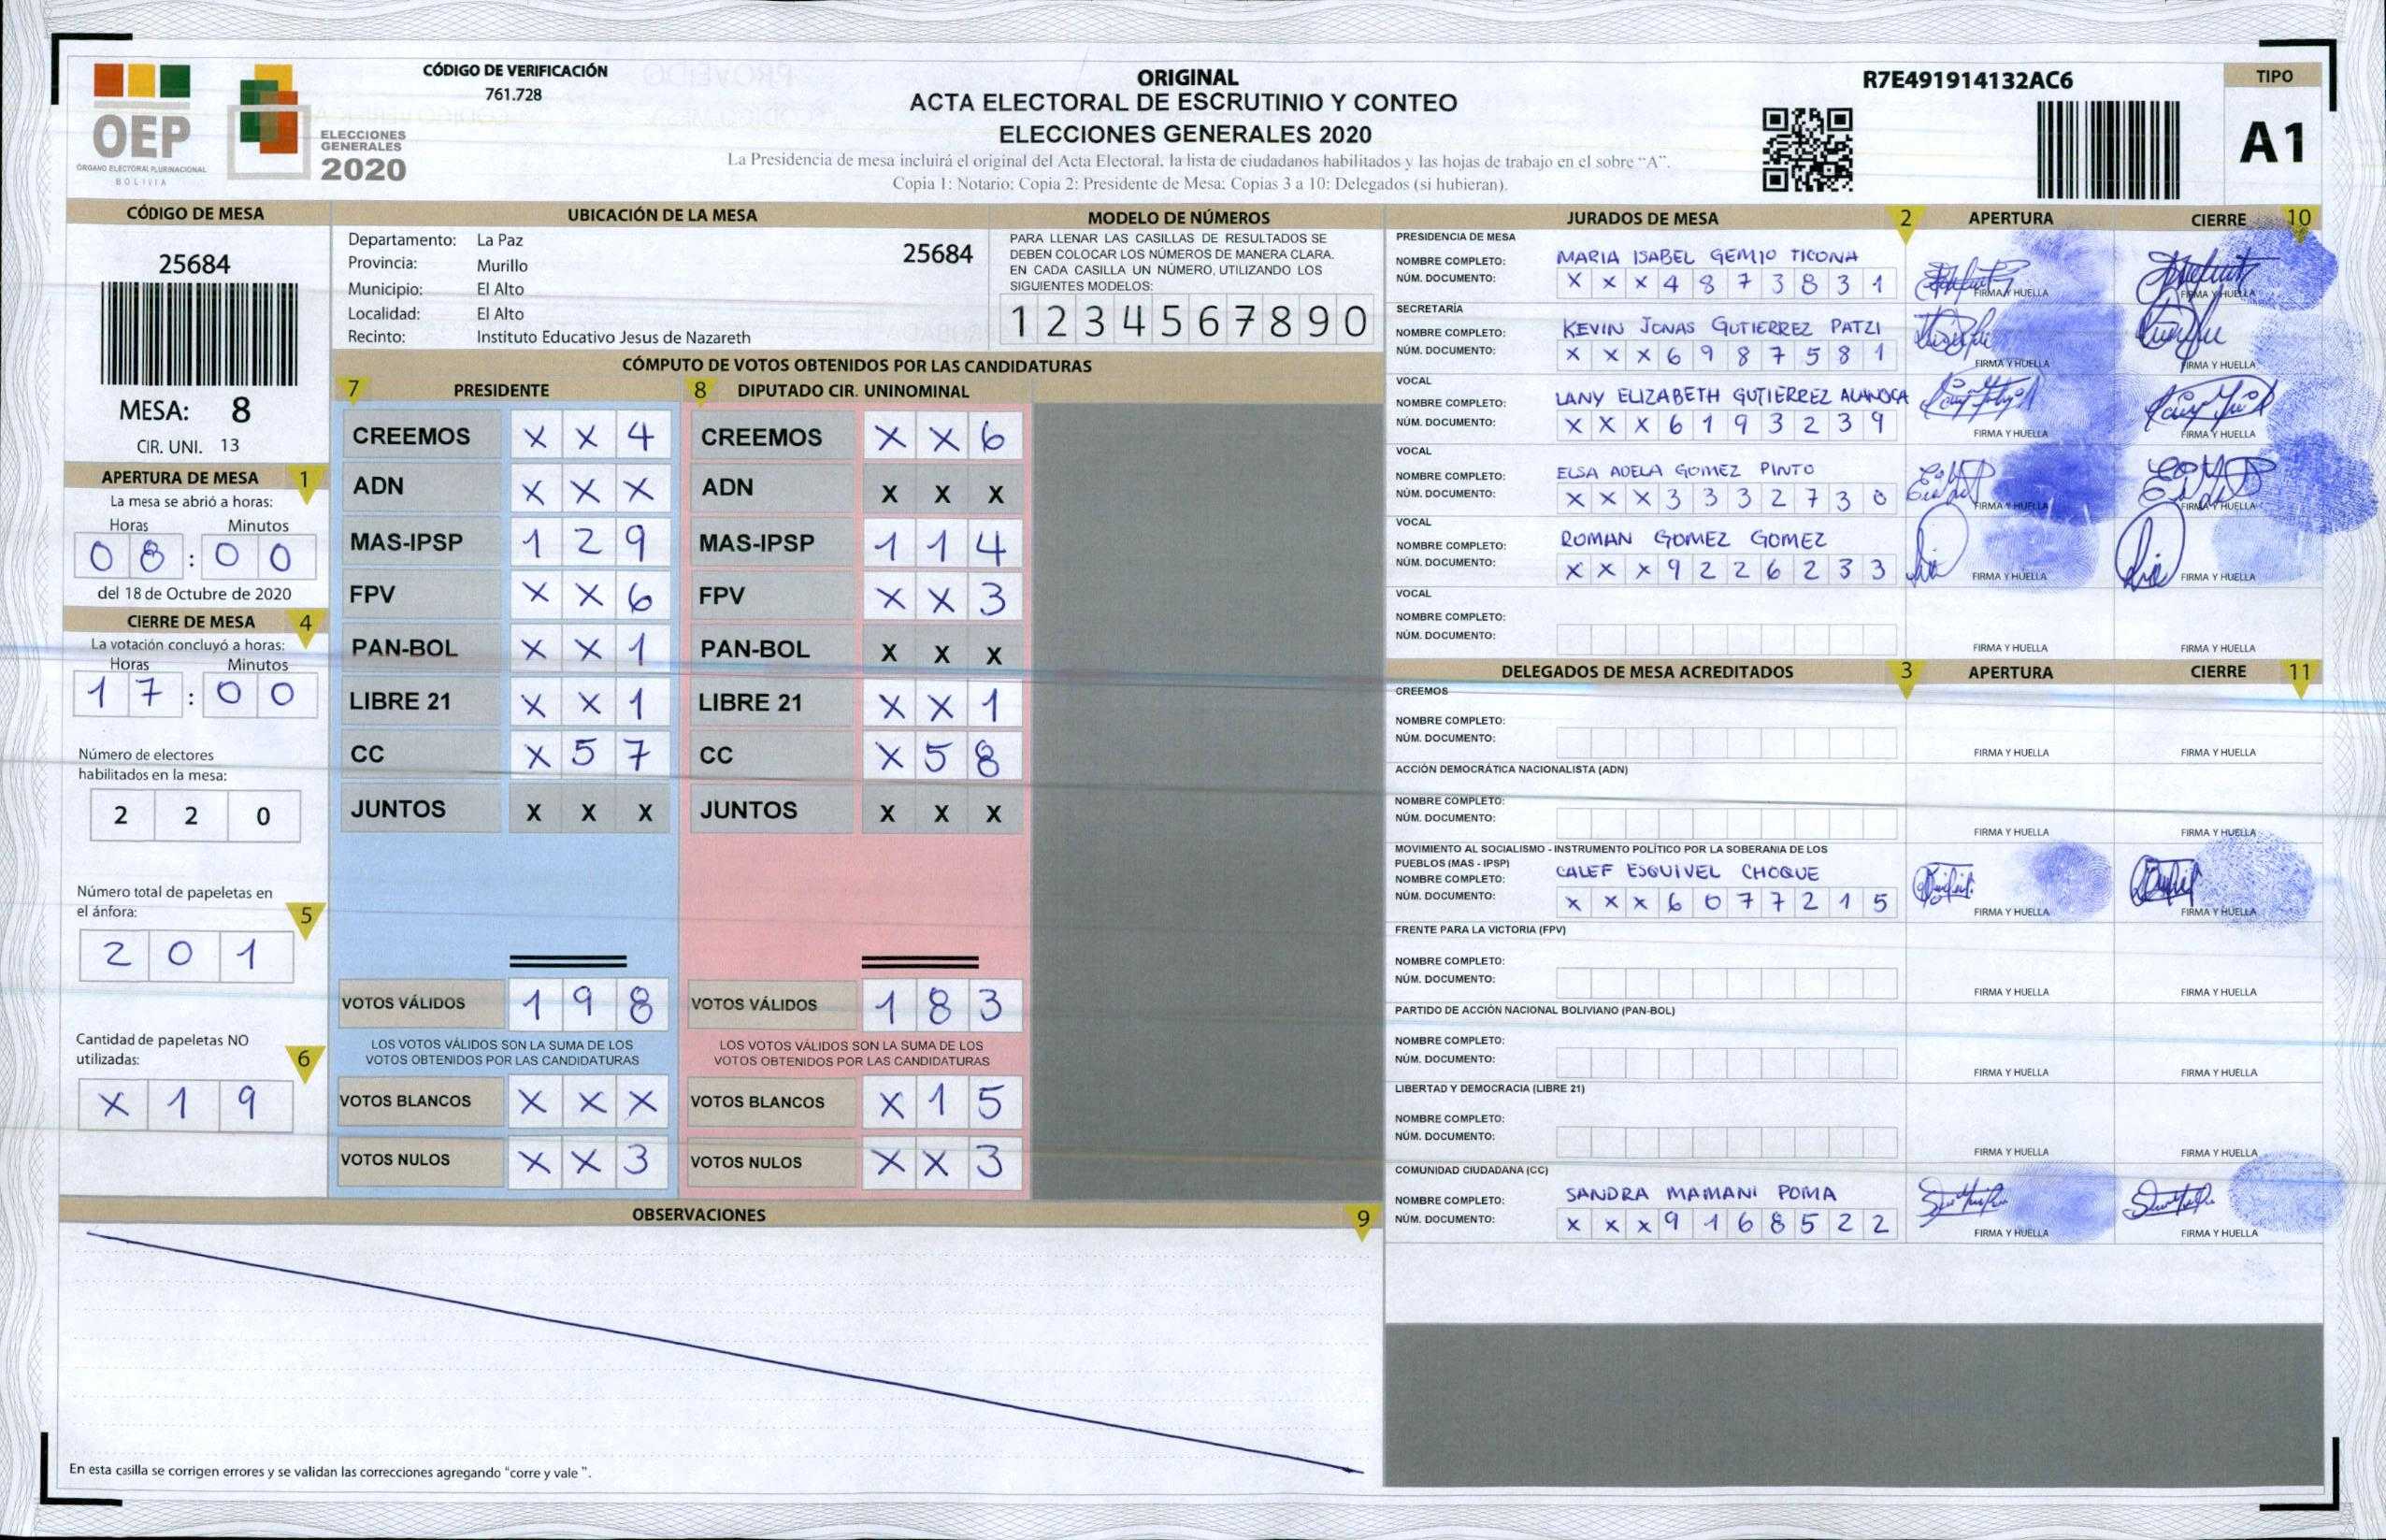 OEP
ÓRGANO ELECTORAL PLURINACIONAL
BOLIVIA
ELECCIONES
GENERALES
2020
CÓDIGO DE VERIFICACIÓN
761.728
ORIGINAL
ACTA ELECTORAL DE ESCRUTINIO Y CONTEO
ELECCIONES GENERALES 2020
La Presidencia de mesa incluirá el original del Acta Electoral, la lista de ciudadanos habilitados y las hojas de trabajo en el sobre “A”.
Copia 1: Notario; Copia 2: Presidente de Mesa; Copias 3 a 10: Delegados (si hubieran).
R7E491914132AC6
TIPO
A1
CÓDIGO DE MESA
25684
MESA: 8
CIR. UNI. 13
APERTURA DE MESA 1
La mesa se abrió a horas:
Horas Minutos
0 8 : 0 0
del 18 de Octubre de 2020
CIERRE DE MESA 4
La votación concluyó a horas:
Horas Minutos
1 7 : 0 0
Número de electores
habilitados en la mesa:
2 2 0
Número total de papeletas en
el ánfora: 5
2 0 1
Cantidad de papeletas NO
utilizadas: 6
X 1 9
UBICACIÓN DE LA MESA
Departamento: La Paz 25684
Provincia: Murillo
Municipio: El Alto
Localidad: El Alto
Recinto: Instituto Educativo Jesus de Nazareth
MODELO DE NÚMEROS
PARA LLENAR LAS CASILLAS DE RESULTADOS SE
DEBEN COLOCAR LOS NÚMEROS DE MANERA CLARA.
EN CADA CASILLA UN NÚMERO, UTILIZANDO LOS
SIGUIENTES MODELOS:
1 2 3 4 5 6 7 8 9 0
CÓMPUTO DE VOTOS OBTENIDOS POR LAS CANDIDATURAS
7 PRESIDENTE 8 DIPUTADO CIR. UNINOMINAL
CREEMOS X X 4 CREEMOS X X 6
ADN X X X ADN X X X
MAS-IPSP 1 2 9 MAS-IPSP 1 1 4
FPV X X 6 FPV X X 3
PAN-BOL X X 1 PAN-BOL X X X
LIBRE 21 X X 1 LIBRE 21 X X 1
CC X 5 7 CC X 5 8
JUNTOS X X X JUNTOS X X X
VOTOS VÁLIDOS 1 9 8 VOTOS VÁLIDOS 1 8 3
LOS VOTOS VÁLIDOS SON LA SUMA DE LOS LOS VOTOS VÁLIDOS SON LA SUMA DE LOS
VOTOS OBTENIDOS POR LAS CANDIDATURAS VOTOS OBTENIDOS POR LAS CANDIDATURAS
VOTOS BLANCOS X X X VOTOS BLANCOS X 1 5
VOTOS NULOS X X 3 VOTOS NULOS X X 3
OBSERVACIONES 9
En esta casilla se corrigen errores y se validan las correcciones agregando “corre y vale ”.
JURADOS DE MESA 2 APERTURA CIERRE 10
PRESIDENCIA DE MESA
NOMBRE COMPLETO: MARIA ISABEL GEMIO TICONA
NÚM. DOCUMENTO: X X X 4 8 7 3 8 3 1 FIRMA Y HUELLA FIRMA Y HUELLA
SECRETARÍA
NOMBRE COMPLETO: KEVIN JONAS GUTIERREZ PATZI
NÚM. DOCUMENTO: X X X 6 9 8 7 5 8 1 FIRMA Y HUELLA FIRMA Y HUELLA
VOCAL
NOMBRE COMPLETO: LANY ELIZABETH GUTIERREZ ALANOCA
NÚM. DOCUMENTO: X X X 6 1 9 3 2 3 9 FIRMA Y HUELLA FIRMA Y HUELLA
VOCAL
NOMBRE COMPLETO: ELSA ADELA GOMEZ PINTO
NÚM. DOCUMENTO: X X X 3 3 3 2 7 3 0 FIRMA Y HUELLA FIRMA Y HUELLA
VOCAL
NOMBRE COMPLETO: ROMAN GOMEZ GOMEZ
NÚM. DOCUMENTO: X X X 9 2 2 6 2 3 3 FIRMA Y HUELLA FIRMA Y HUELLA
VOCAL
NOMBRE COMPLETO:
NÚM. DOCUMENTO: FIRMA Y HUELLA FIRMA Y HUELLA
DELEGADOS DE MESA ACREDITADOS 3 APERTURA CIERRE 11
CREEMOS
NOMBRE COMPLETO:
NÚM. DOCUMENTO: FIRMA Y HUELLA FIRMA Y HUELLA
ACCIÓN DEMOCRÁTICA NACIONALISTA (ADN)
NOMBRE COMPLETO:
NÚM. DOCUMENTO: FIRMA Y HUELLA FIRMA Y HUELLA
MOVIMIENTO AL SOCIALISMO - INSTRUMENTO POLÍTICO POR LA SOBERANIA DE LOS
PUEBLOS (MAS - IPSP)
NOMBRE COMPLETO: CALEF ESQUIVEL CHOQUE
NÚM. DOCUMENTO: X X X 6 0 7 7 2 1 5 FIRMA Y HUELLA FIRMA Y HUELLA
FRENTE PARA LA VICTORIA (FPV)
NOMBRE COMPLETO:
NÚM. DOCUMENTO: FIRMA Y HUELLA FIRMA Y HUELLA
PARTIDO DE ACCIÓN NACIONAL BOLIVIANO (PAN-BOL)
NOMBRE COMPLETO:
NÚM. DOCUMENTO: FIRMA Y HUELLA FIRMA Y HUELLA
LIBERTAD Y DEMOCRACIA (LIBRE 21)
NOMBRE COMPLETO:
NÚM. DOCUMENTO: FIRMA Y HUELLA FIRMA Y HUELLA
COMUNIDAD CIUDADANA (CC)
NOMBRE COMPLETO: SANDRA MAMANI POMA
NÚM. DOCUMENTO: X X X 9 1 6 8 5 2 2 FIRMA Y HUELLA FIRMA Y HUELLA